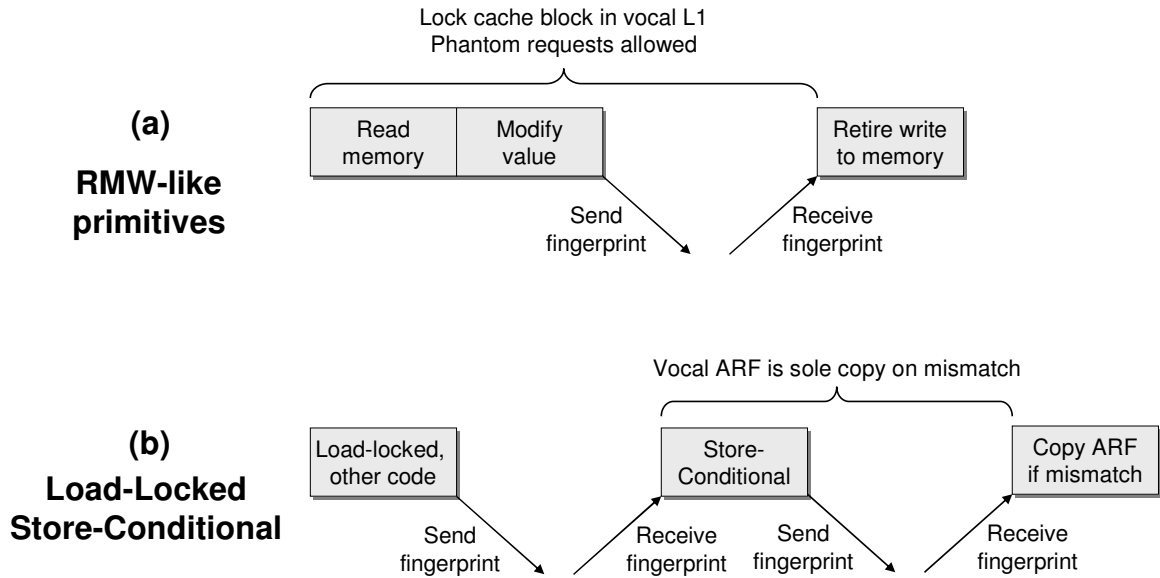 Lock cache block in vocal L1
Phantom requests allowed
(a)
RMW-like
primitives
Read
memory
Modify
value
Retire write
to memory
Send
fingerprint
Receive
fingerprint
Vocal ARF is sole copy on mismatch
(b)
Load-Locked
Store-Conditional
Load-locked,
other code
Store-
Conditional
Copy ARF
if mismatch
Send
fingerprint
Receive
fingerprint
Send
fingerprint
Receive
fingerprint